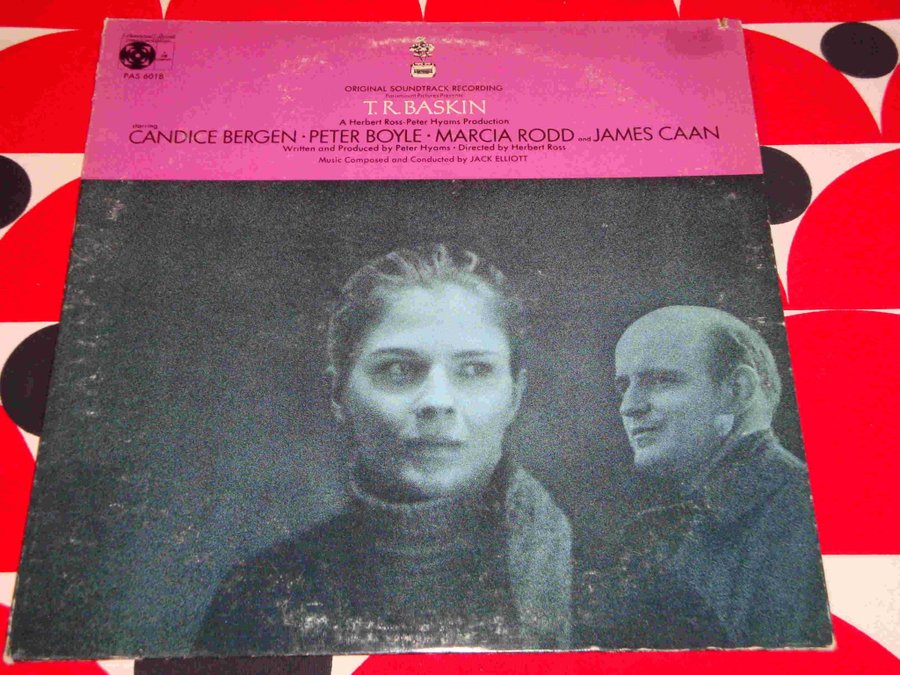 PAS 6018
ORIGINAL SOUNDTRACK RECORDING
Paramount Pictures Presents
T. R. BASKIN
A Herbert Ross-Peter Hyams Production
starring
CANDICE BERGEN · PETER BOYLE · MARCIA RODD and JAMES CAAN
Written and Produced by Peter Hyams · Directed by Herbert Ross
Music Composed and Conducted by JACK ELLIOTT